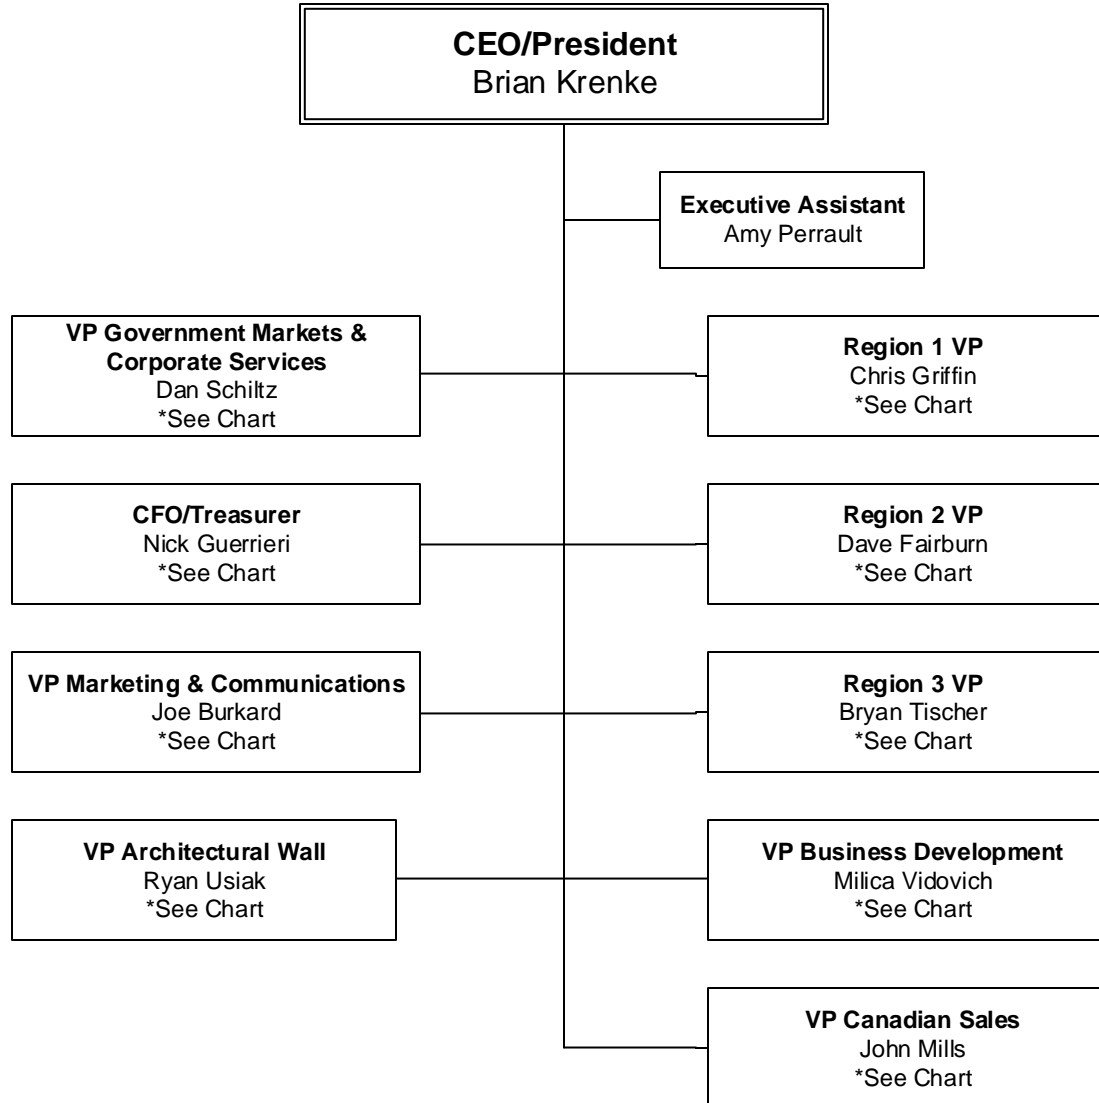 CEO/President
Brian Krenke
Executive Assistant
Amy Perrault
VP Government Markets &
Corporate Services
Dan Schiltz
*See Chart
Region 1 VP
Chris Griffin
*See Chart
CFO/Treasurer
Nick Guerrieri
*See Chart
Region 2 VP
Dave Fairburn
*See Chart
VP Marketing & Communications
Joe Burkard
*See Chart
Region 3 VP
Bryan Tischer
*See Chart
VP Architectural Wall
Ryan Usiak
*See Chart
VP Business Development
Milica Vidovich
*See Chart
VP Canadian Sales
John Mills
*See Chart